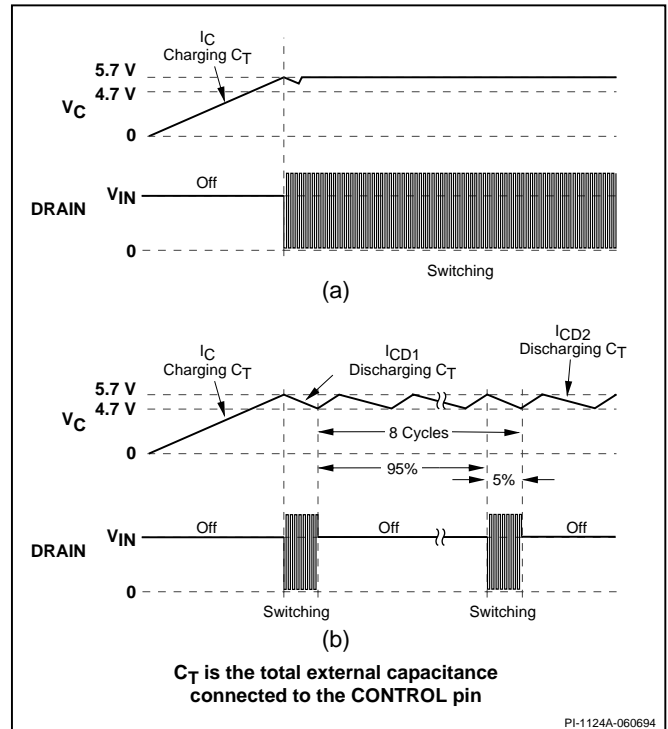 I_C
Charging C_T
5.7 V
4.7 V
V_C
0
Off
V_IN
DRAIN
0
Switching
(a)
I_C
Charging C_T
I_CD1
Discharging C_T
I_CD2
Discharging C_T
5.7 V
4.7 V
V_C
8 Cycles
0
95%
5%
Off
Off
Off
V_IN
DRAIN
0
Switching
Switching
(b)
C_T is the total external capacitance
connected to the CONTROL pin
PI-1124A-060694